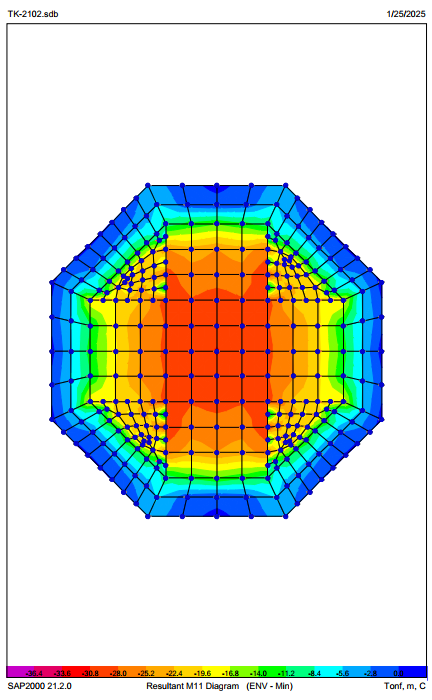 TK-2102.sdb 1/25/2025
-36.4 -33.6 -30.8 -28.0 -25.2 -22.4 -19.6 -16.8 -14.0 -11.2 -8.4 -5.6 -2.8 0.0
SAP2000 21.2.0 Resultant M11 Diagram (ENV - Min) Tonf, m, C